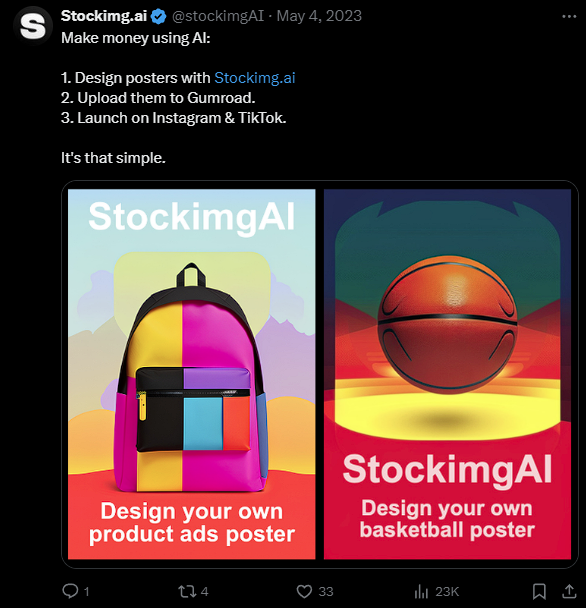 Stockimg.ai @stockimgAI · May 4, 2023
Make money using AI:
1. Design posters with Stockimg.ai
2. Upload them to Gumroad.
3. Launch on Instagram & TikTok.
It's that simple.
StockimgAI
Design your own
product ads poster
StockimgAI
Design your own
basketball poster
1 4 33 23K